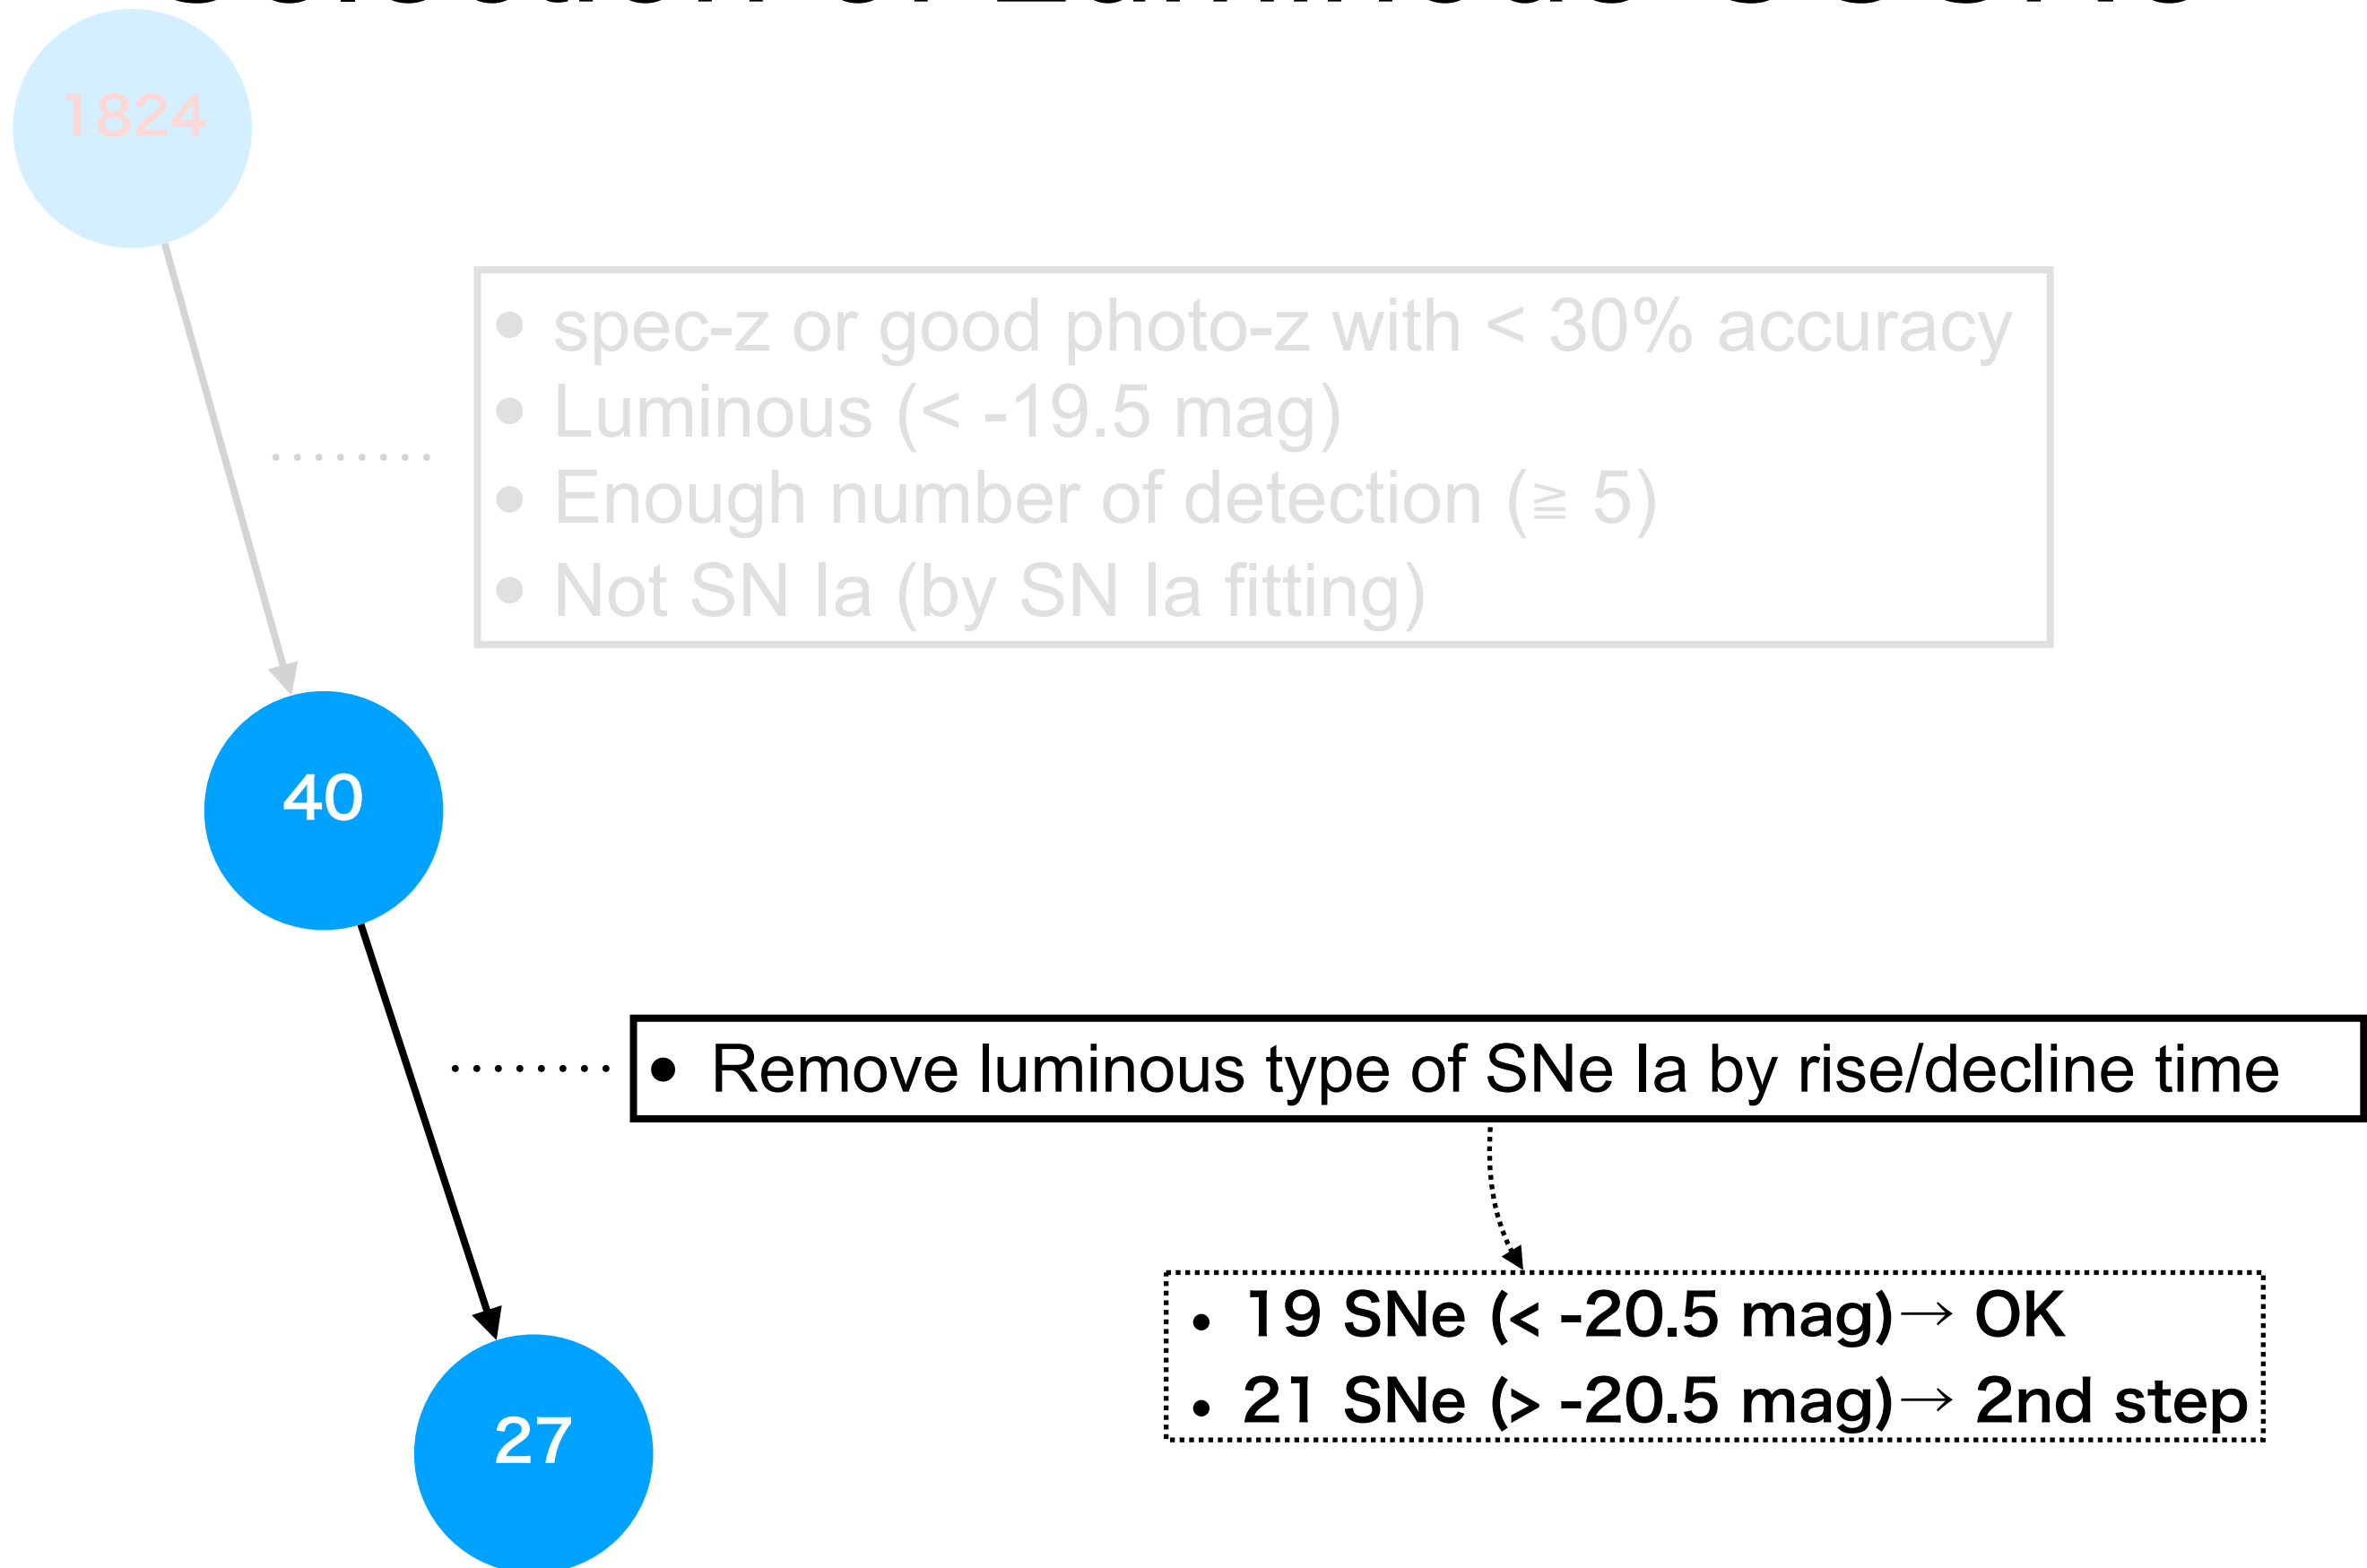 1824
• spec-z or good photo-z with < 30% accuracy
• Luminous (< -19.5 mag)
• Enough number of detection (≧ 5)
• Not SN Ia (by SN Ia fitting)
40
• Remove luminous type of SNe Ia by rise/decline time
• 19 SNe (< -20.5 mag)→ OK
• 21 SNe (> -20.5 mag)→ 2nd step
27